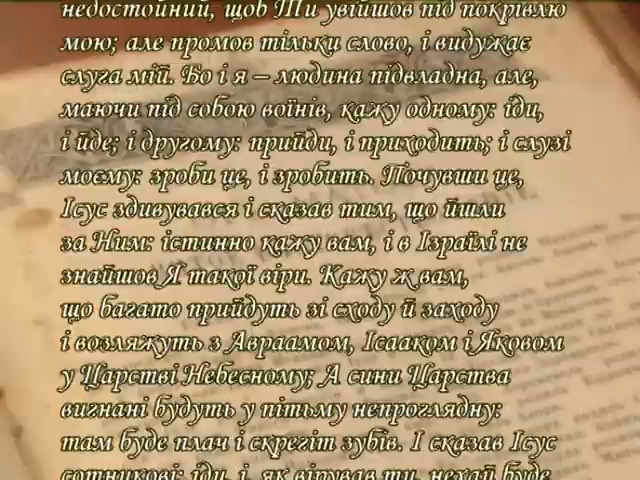 недостойний, щоб Ти увійшов під покрівлю
мою; але промов тільки слово, і видужає
слуга мій. Бо і я – людина підвладна, але,
маючи під собою воїнів, кажу одному: іди,
і йде; і другому: прийди, і приходить; і слузі
моєму: зроби це, і зробить. Почувши це,
Ісус здивувався і сказав тим, що йшли
за Ним: істинно кажу вам, і в Ізраїлі не
знайшов Я такої віри. Кажу ж вам,
що багато прийдуть зі сходу й заходу
і возляжуть з Авраамом, Ісааком і Яковом
у Царстві Небесному; А сини Царства
вигнані будуть у пітьму непроглядну:
там буде плач і скрегіт зубів. І сказав Ісус
сотникові: іди, і, як вірував ти, нехай буде